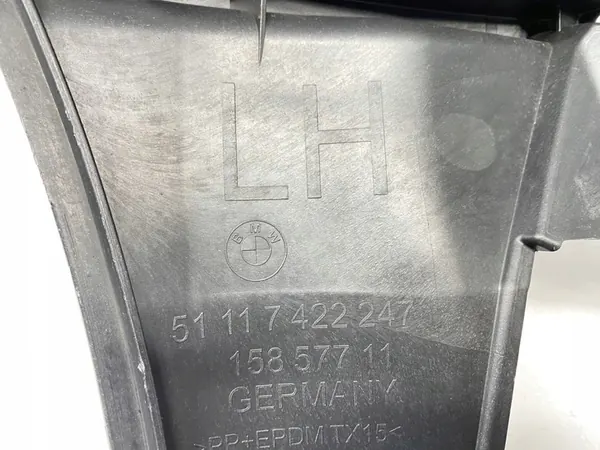 LH
BMW
51 11 7 422 247
158 577 11
GERMANY
>PP+EPDM TX15<